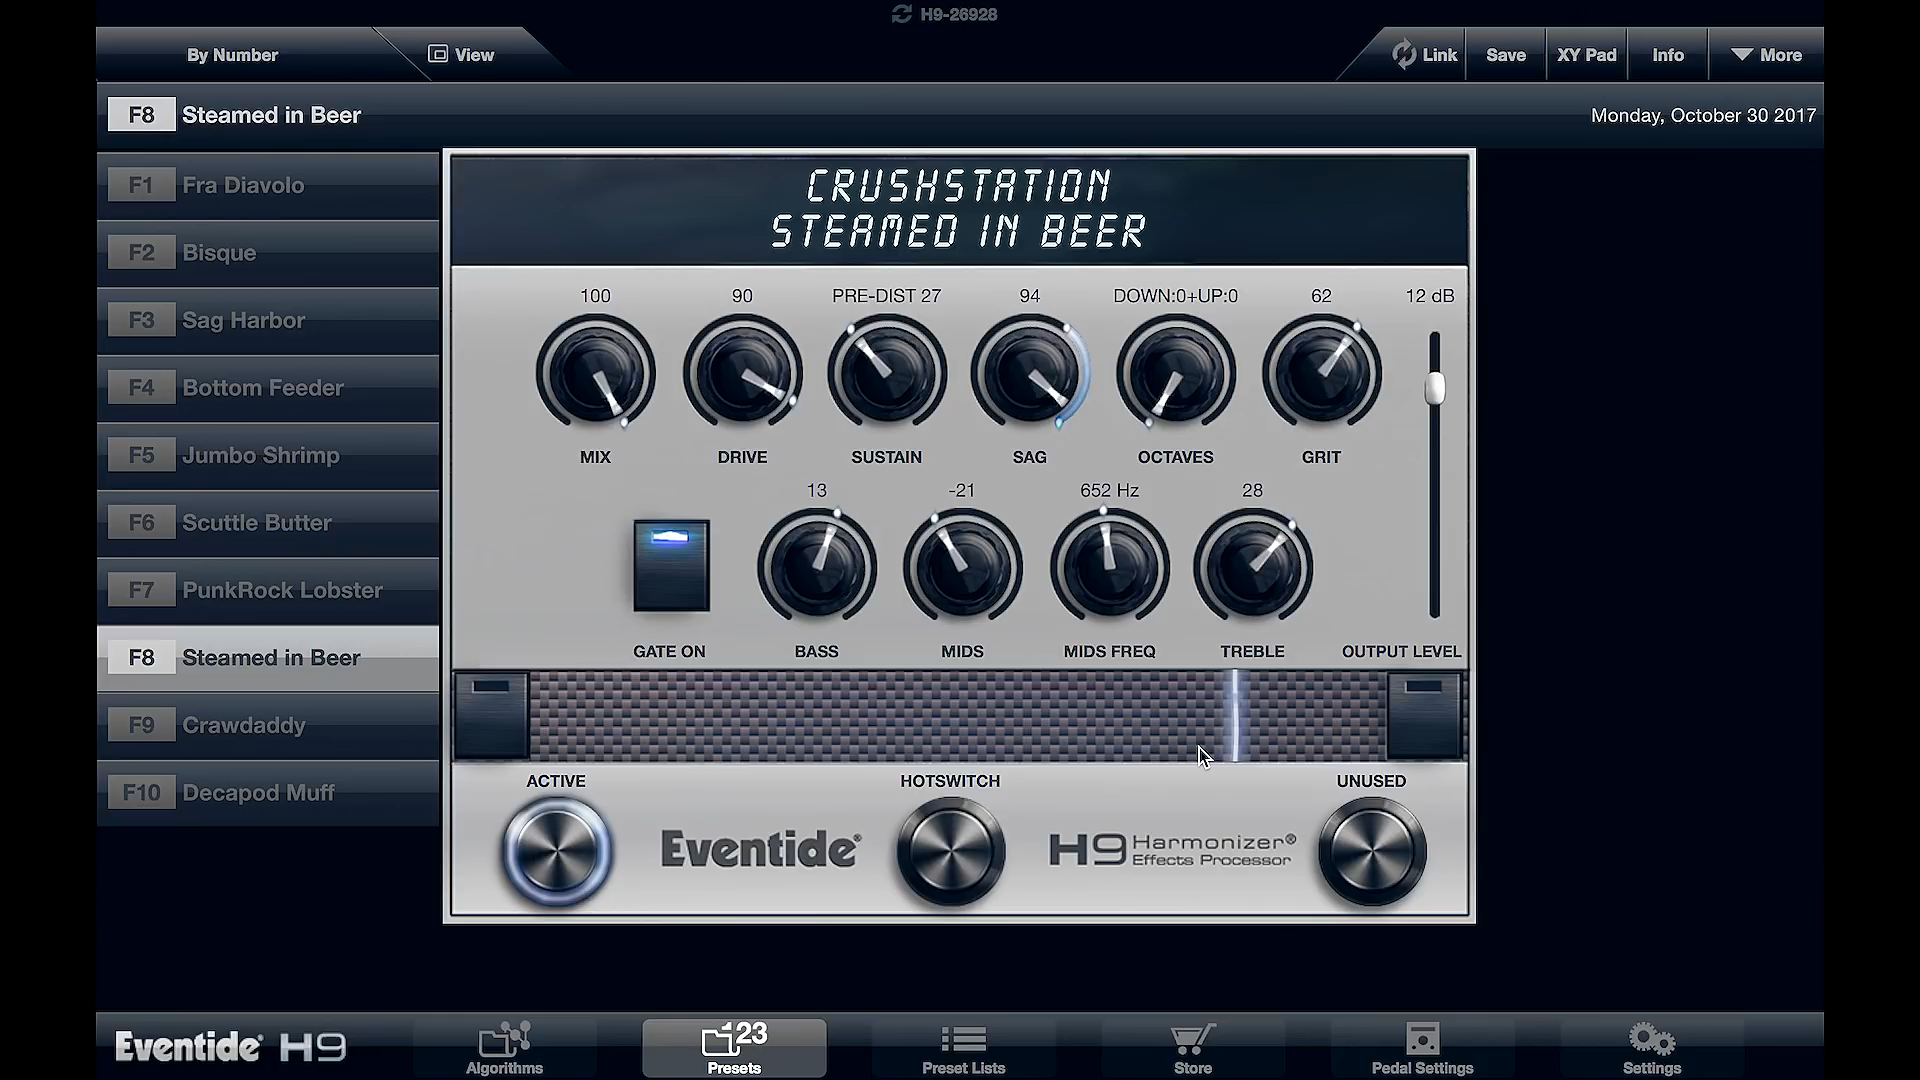 H9-26928
By Number
View
Link
Save
XY Pad
Info
More
F8 Steamed in Beer
Monday, October 30 2017
F1 Fra Diavolo
F2 Bisque
F3 Sag Harbor
F4 Bottom Feeder
F5 Jumbo Shrimp
F6 Scuttle Butter
F7 PunkRock Lobster
F8 Steamed in Beer
F9 Crawdaddy
F10 Decapod Muff
CRUSHSTATION
STEAMED IN BEER
100 90 PRE-DIST 27 94 DOWN:0+UP:0 62 12 dB
MIX DRIVE SUSTAIN SAG OCTAVES GRIT
13 -21 652 Hz 28
GATE ON BASS MIDS MIDS FREQ TREBLE OUTPUT LEVEL
ACTIVE HOTSWITCH UNUSED
Eventide®
H9 Harmonizer®
Effects Processor
Eventide® H9
Algorithms
123
Presets
Preset Lists
Store
Pedal Settings
Settings